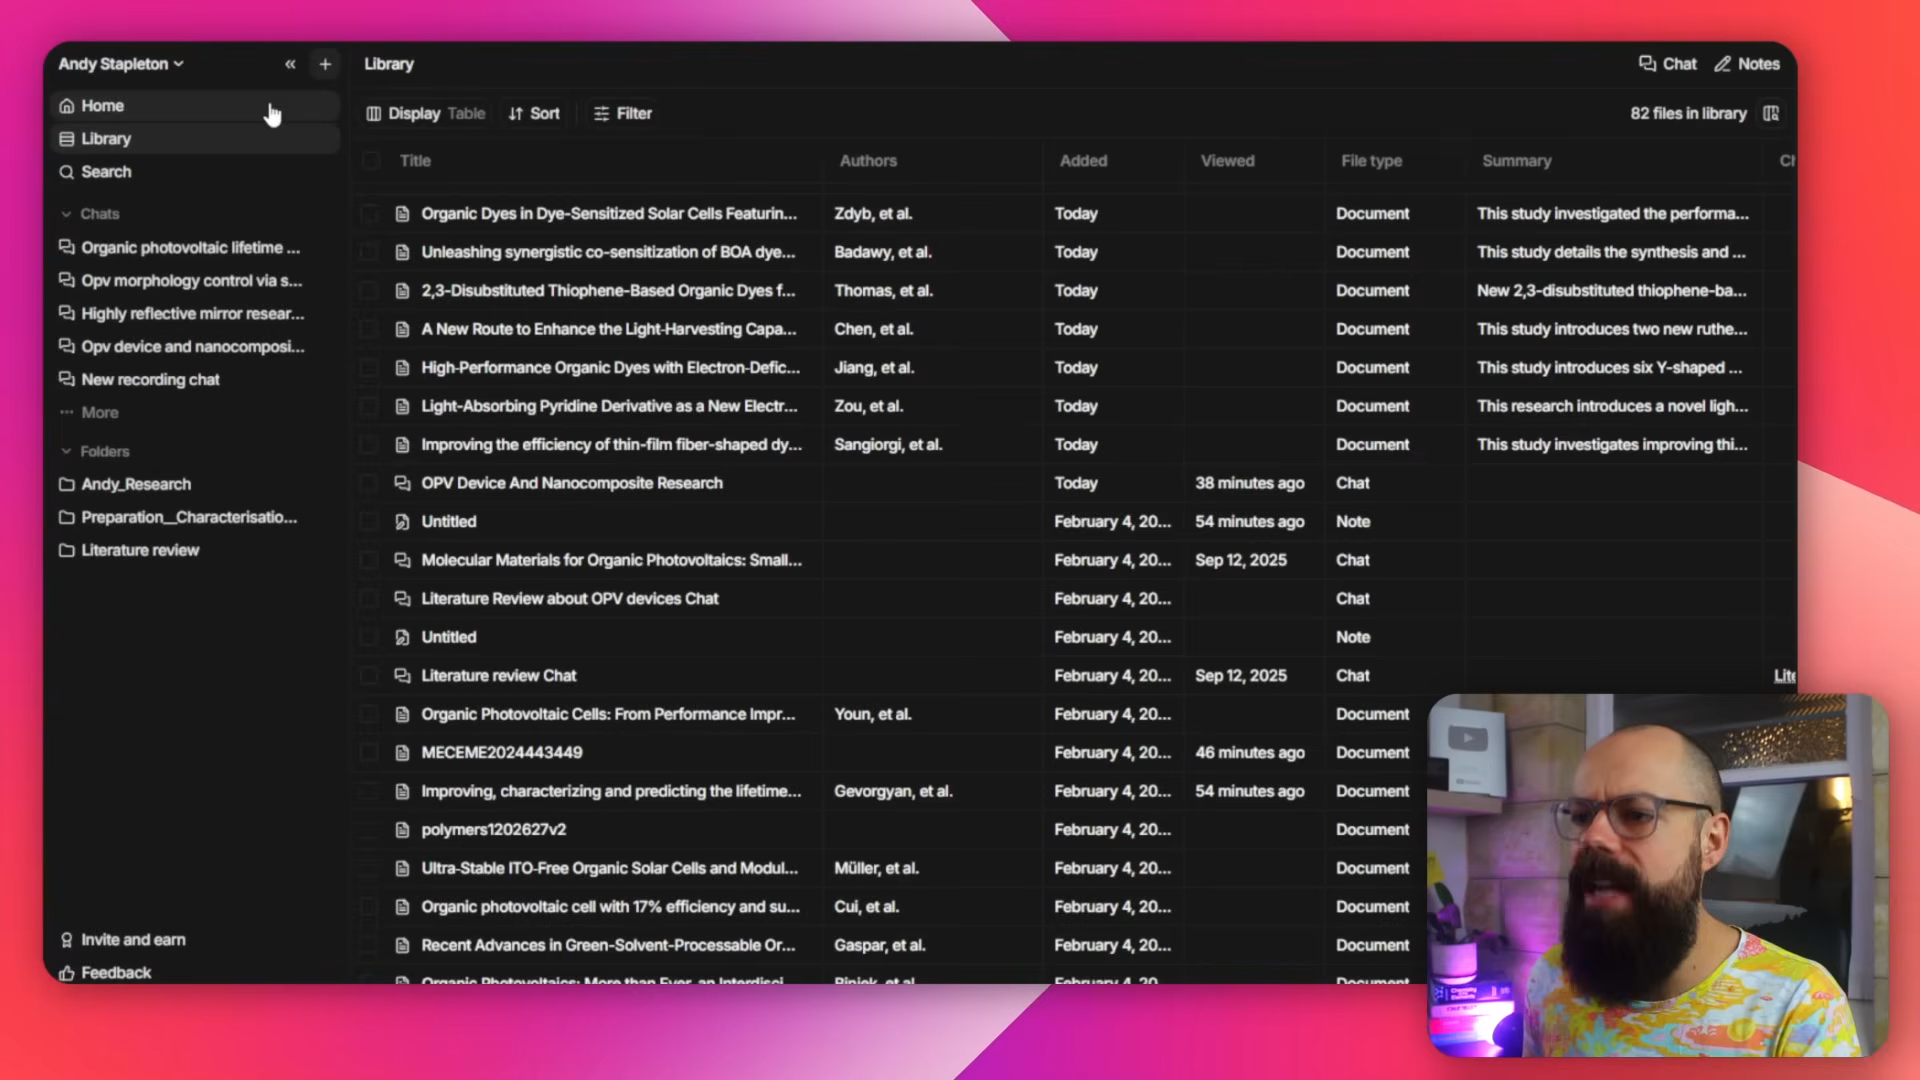 Andy Stapleton
Home
Library
Search
Chats
Organic photovoltaic lifetime ...
Opv morphology control via s...
Highly reflective mirror resear...
Opv device and nanocomposi...
New recording chat
More
Folders
Andy_Research
Preparation__Characterisatio...
Literature review
Invite and earn
Feedback
Library
Chat Notes
Display Table Sort Filter 82 files in library
Title Authors Added Viewed File type Summary Ch
Organic Dyes in Dye-Sensitized Solar Cells Featurin... Zdyb, et al. Today Document This study investigated the performa...
Unleashing synergistic co-sensitization of BOA dye... Badawy, et al. Today Document This study details the synthesis and ...
2,3-Disubstituted Thiophene-Based Organic Dyes f... Thomas, et al. Today Document New 2,3-disubstituted thiophene-ba...
A New Route to Enhance the Light-Harvesting Capa... Chen, et al. Today Document This study introduces two new ruthe...
High-Performance Organic Dyes with Electron-Defic... Jiang, et al. Today Document This study introduces six Y-shaped ...
Light-Absorbing Pyridine Derivative as a New Electr... Zou, et al. Today Document This research introduces a novel ligh...
Improving the efficiency of thin-film fiber-shaped dy... Sangiorgi, et al. Today Document This study investigates improving thi...
OPV Device And Nanocomposite Research Today 38 minutes ago Chat
Untitled February 4, 20... 54 minutes ago Note
Molecular Materials for Organic Photovoltaics: Small... February 4, 20... Sep 12, 2025 Chat
Literature Review about OPV devices Chat February 4, 20... Chat
Untitled February 4, 20... Note
Literature review Chat February 4, 20... Sep 12, 2025 Chat Lite
Organic Photovoltaic Cells: From Performance Impr... Youn, et al. February 4, 20... Document
MECEME2024443449 February 4, 20... 46 minutes ago Document
Improving, characterizing and predicting the lifetime... Gevorgyan, et al. February 4, 20... 54 minutes ago Document
polymers1202627v2 February 4, 20... Document
Ultra-Stable ITO-Free Organic Solar Cells and Modul... Müller, et al. February 4, 20... Document
Organic photovoltaic cell with 17% efficiency and su... Cui, et al. February 4, 20... Document
Recent Advances in Green-Solvent-Processable Or... Gaspar, et al. February 4, 20... Document
Organic Photovoltaics: More than Ever, an Interdisci... February 4, 20... Document